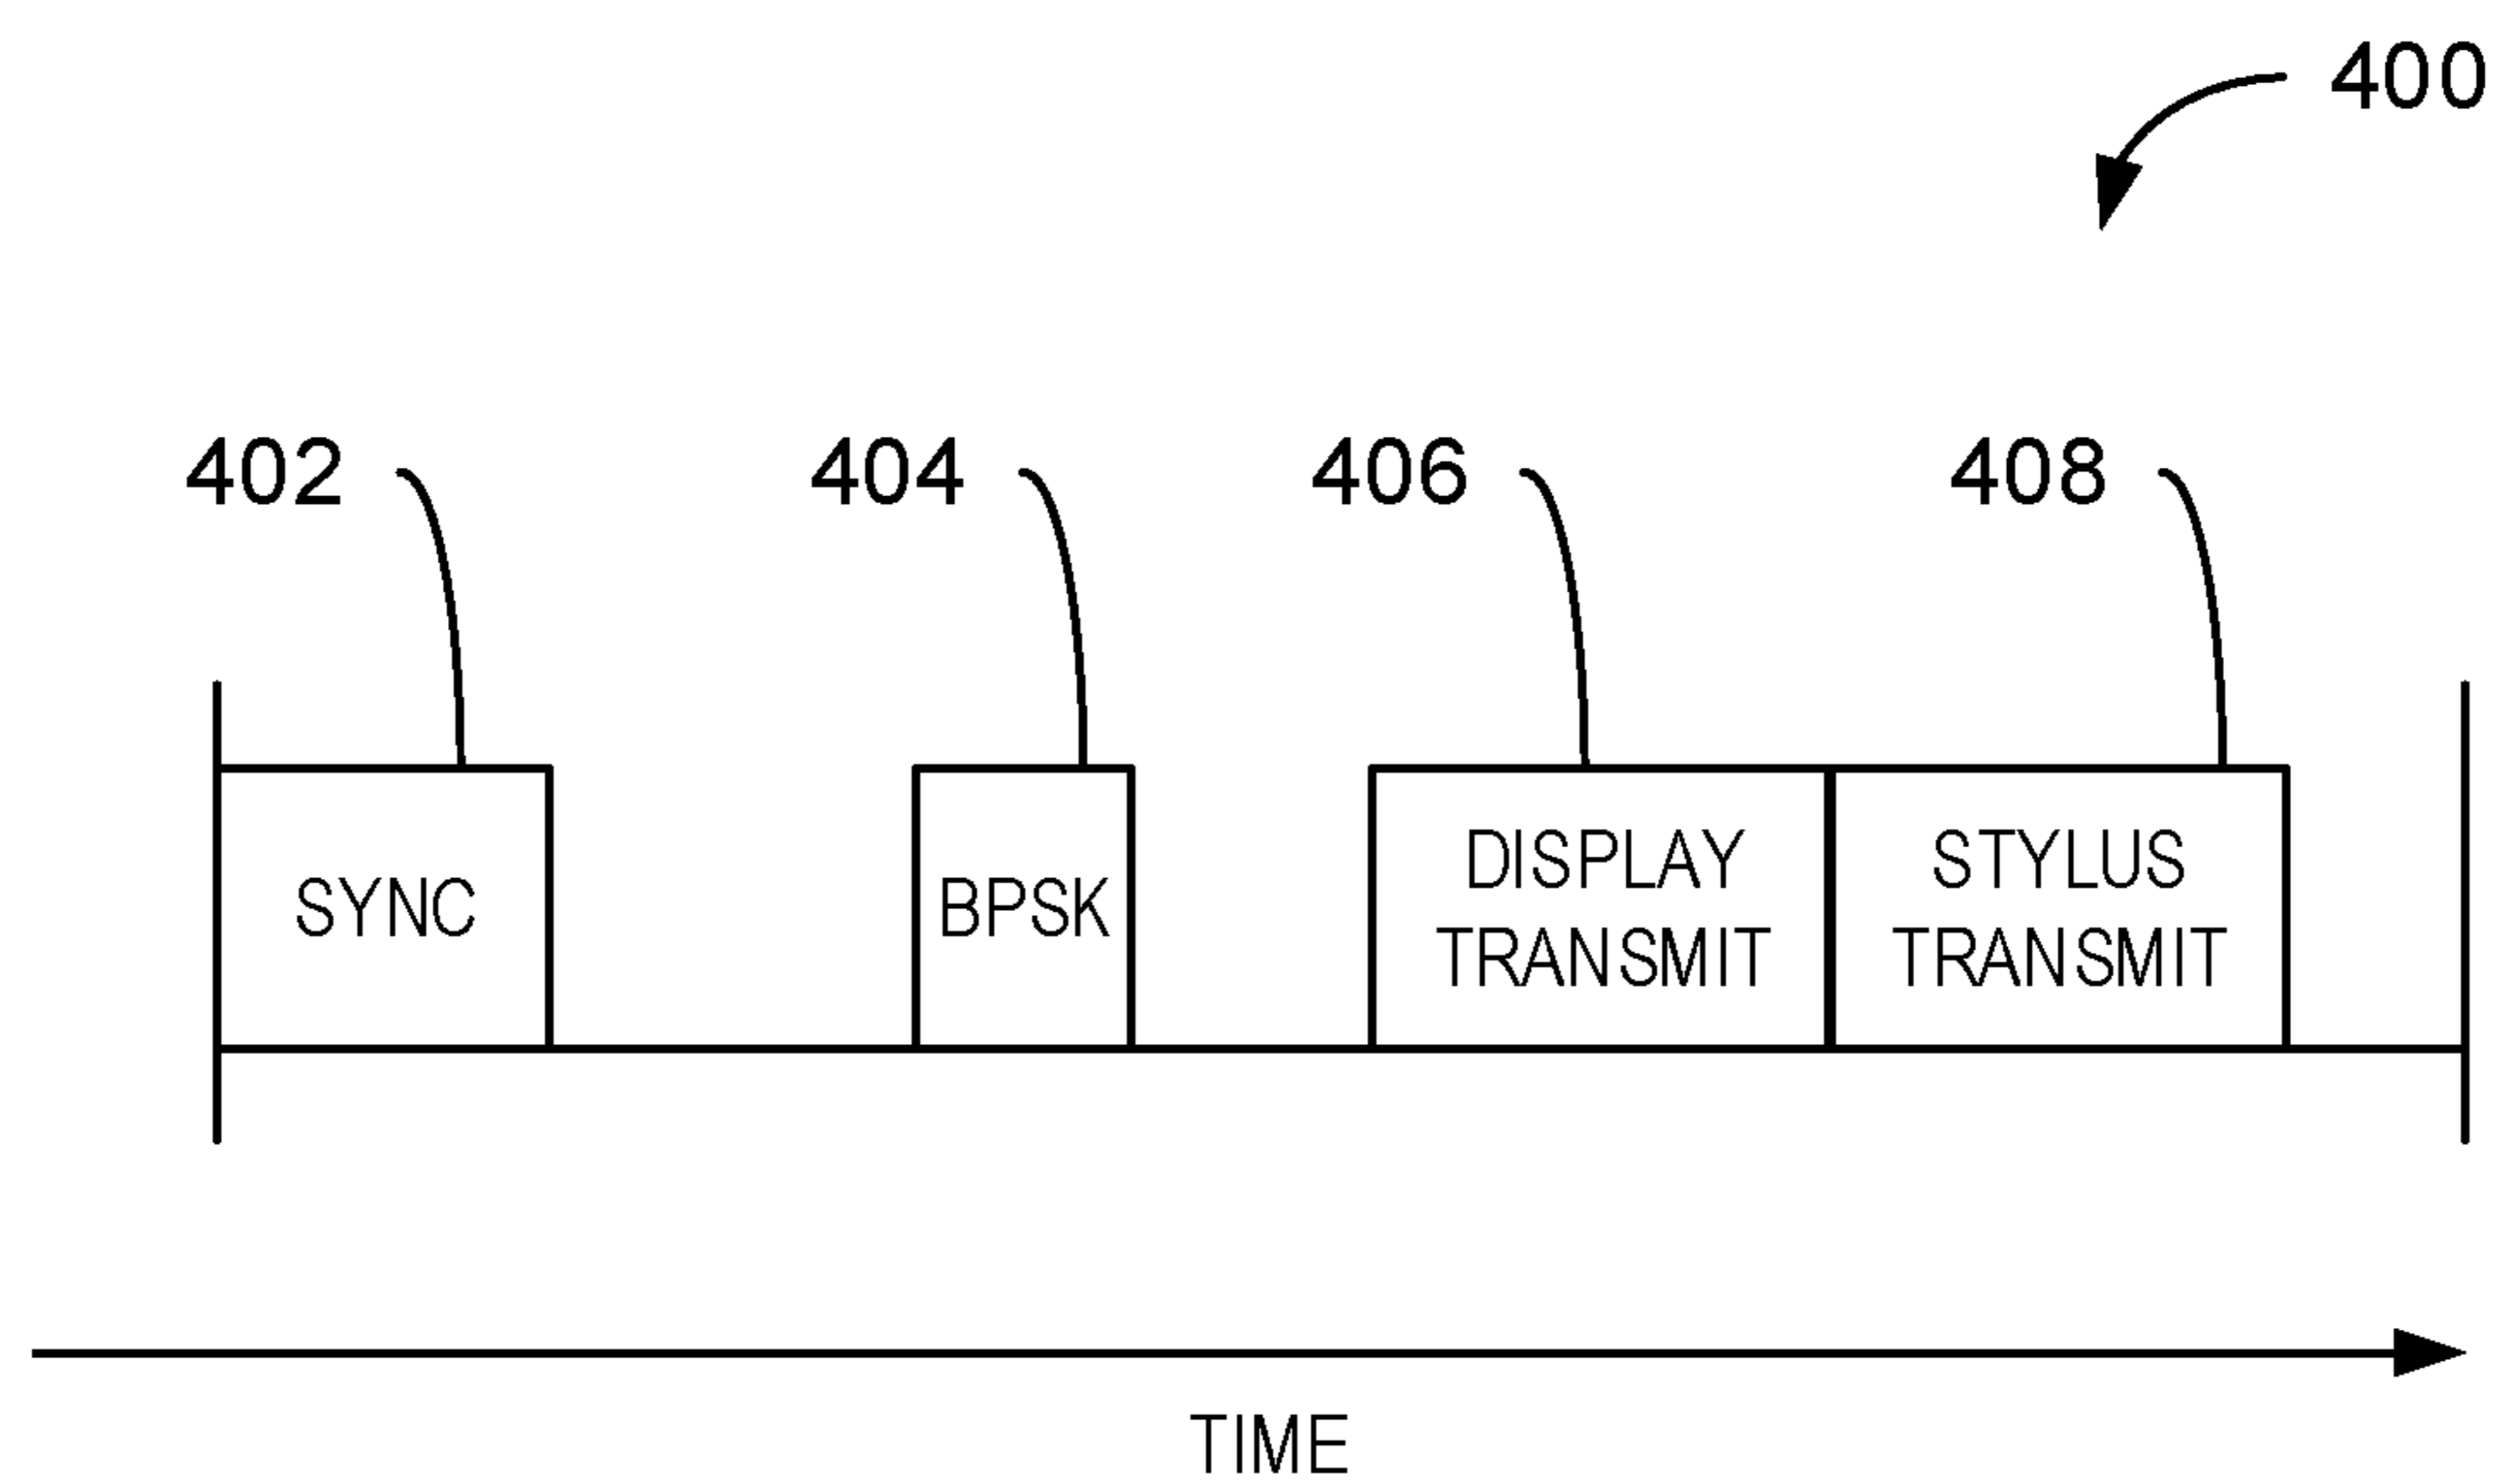 400
402
404
406
408
SYNC
BPSK
DISPLAY
TRANSMIT
STYLUS
TRANSMIT
TIME